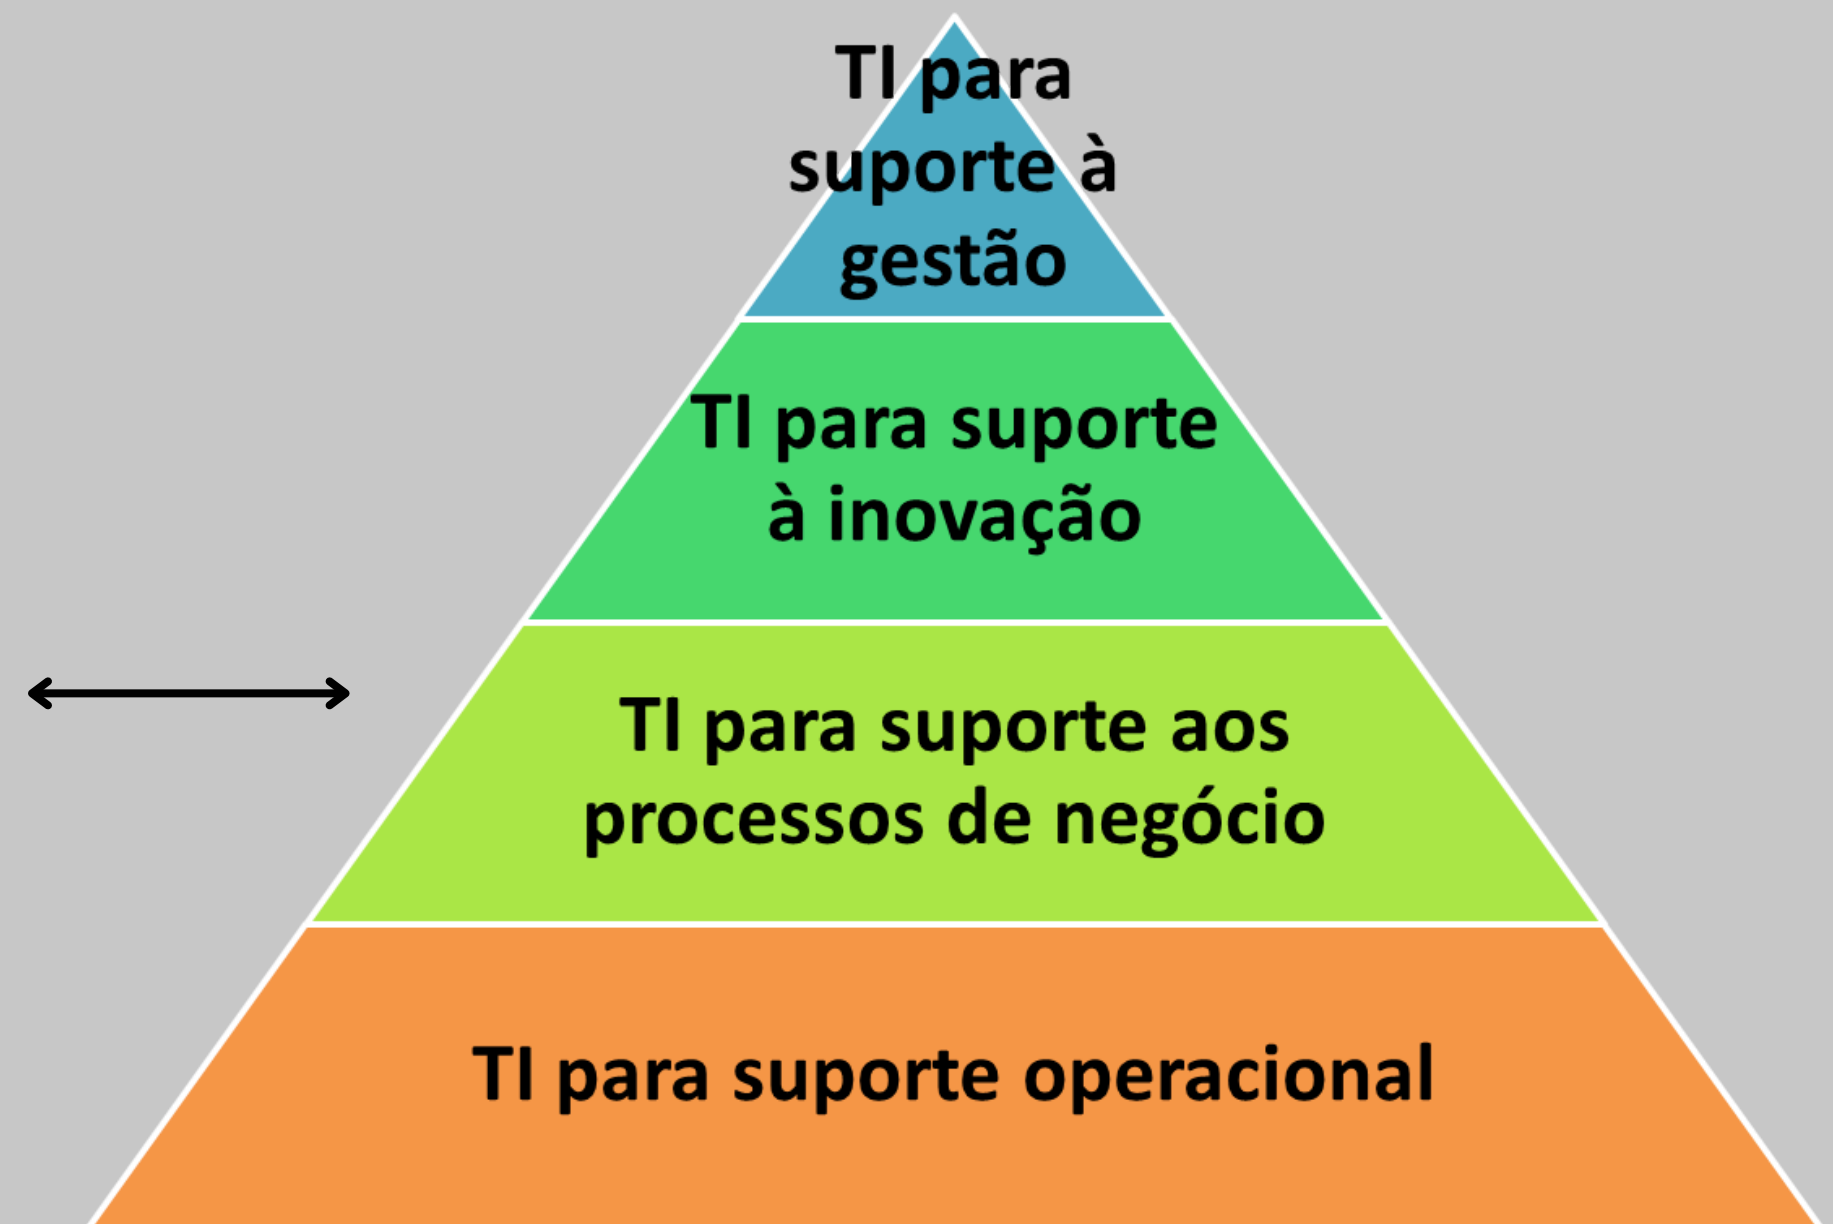 TI para
suporte à
gestão
TI para suporte
à inovação
TI para suporte aos
processos de negócio
TI para suporte operacional